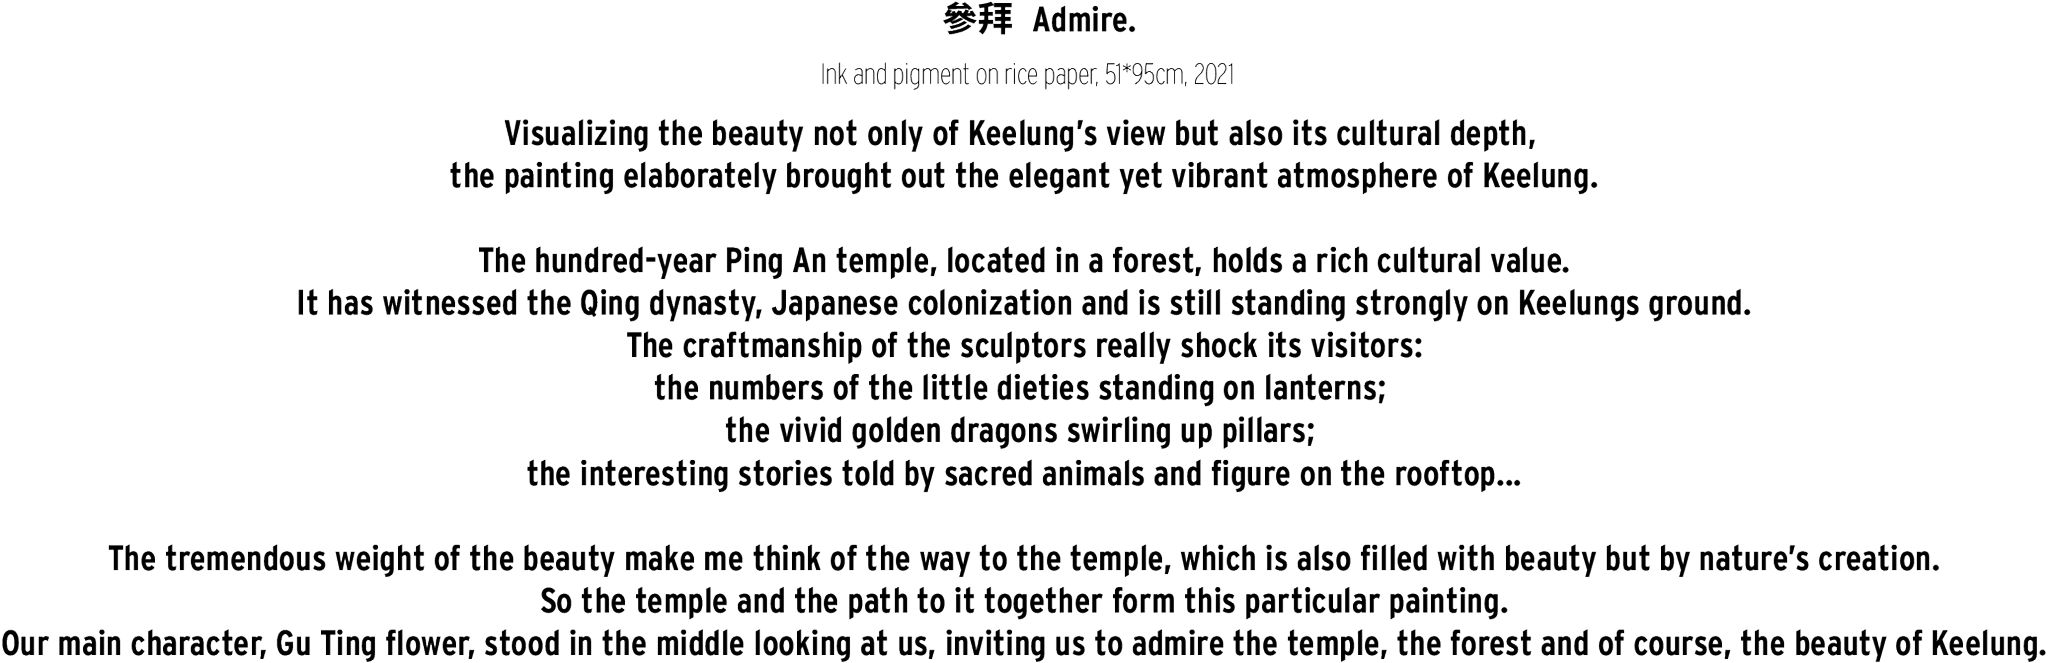 參拜 Admire.
Ink and pigment on rice paper, 51*95cm, 2021
Visualizing the beauty not only of Keelung's view but also its cultural depth,
the painting elaborately brought out the elegant yet vibrant atmosphere of Keelung.
The hundred-year Ping An temple, located in a forest, holds a rich cultural value.
It has witnessed the Qing dynasty, Japanese colonization and is still standing strongly on Keelungs ground.
The craftmanship of the sculptors really shock its visitors:
the numbers of the little dieties standing on lanterns;
the vivid golden dragons swirling up pillars;
the interesting stories told by sacred animals and figure on the rooftop...
The tremendous weight of the beauty make me think of the way to the temple, which is also filled with beauty but by nature's creation.
So the temple and the path to it together form this particular painting.
Our main character, Gu Ting flower, stood in the middle looking at us, inviting us to admire the temple, the forest and of course, the beauty of Keelung.